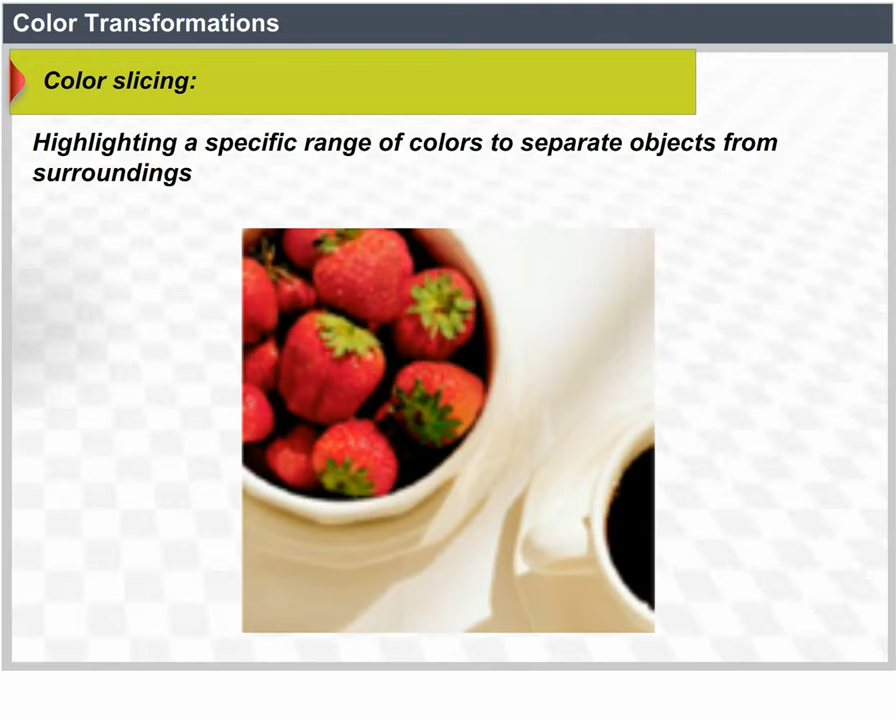 Color Transformations
Color slicing:
Highlighting a specific range of colors to separate objects from
surroundings